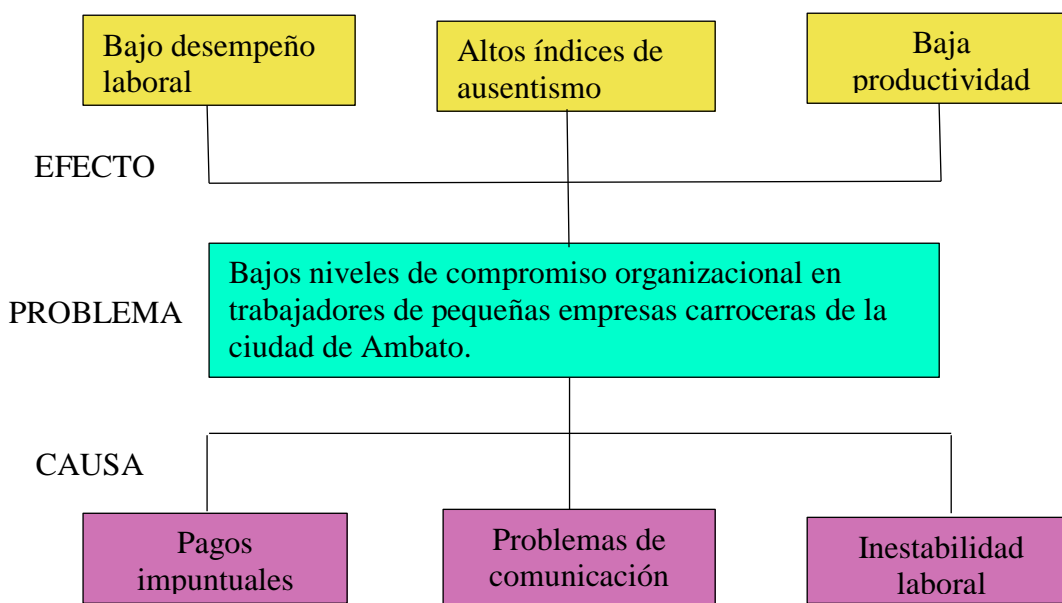 Bajo desempeño
laboral
Altos índices de
ausentismo
Baja
productividad
EFECTO
PROBLEMA
Bajos niveles de compromiso organizacional en
trabajadores de pequeñas empresas carroceras de la
ciudad de Ambato.
CAUSA
Pagos
impuntuales
Problemas de
comunicación
Inestabilidad
laboral